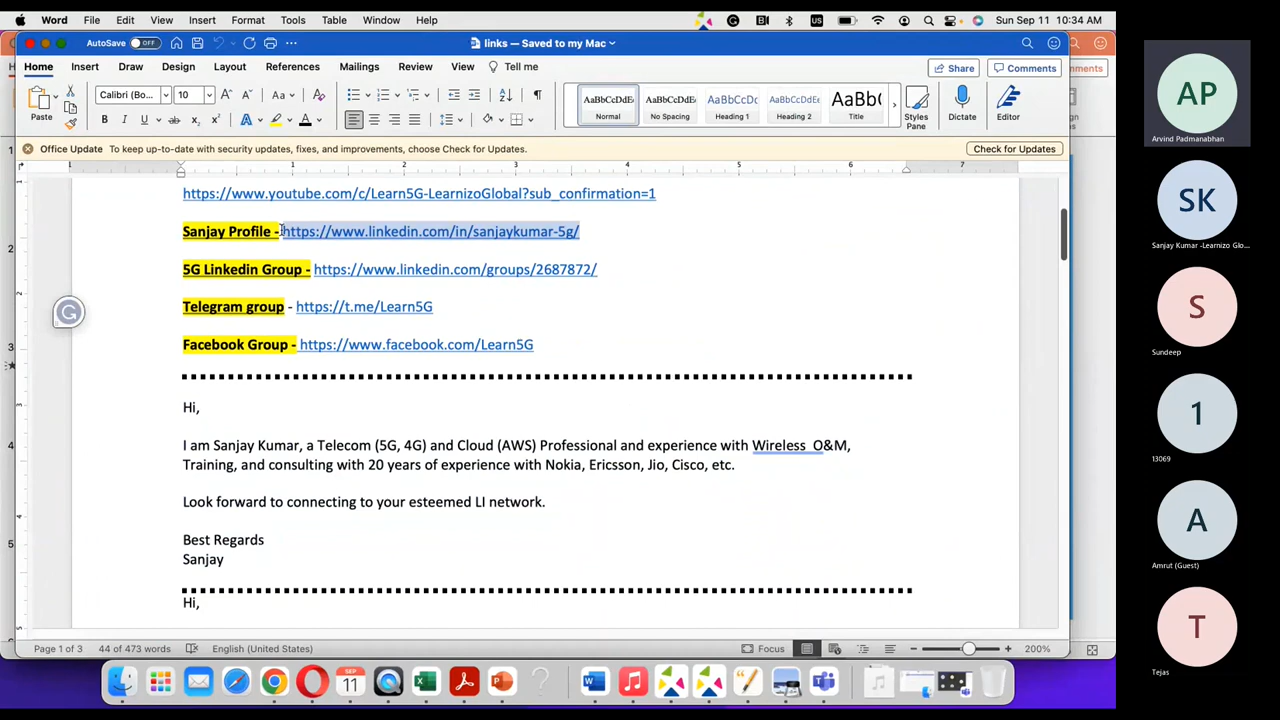 Word File Edit View Insert Format Tools Table Window Help
US Sun Sep 11 10:34 AM
AutoSave OFF
links — Saved to my Mac
Home Insert Draw Design Layout References Mailings Review View Tell me
Share Comments
Paste
Calibri (Bo... 10
AaBbCcDdEe AaBbCcDdEe AaBbCcDc AaBbCcDdEe AaBb(
Normal No Spacing Heading 1 Heading 2 Title
Styles Pane
Dictate
Editor
Office Update To keep up-to-date with security updates, fixes, and improvements, choose Check for Updates.
Check for Updates
https://www.youtube.com/c/Learn5G-LearnizoGlobal?sub_confirmation=1
Sanjay Profile - https://www.linkedin.com/in/sanjaykumar-5g/
5G Linkedin Group - https://www.linkedin.com/groups/2687872/
Telegram group - https://t.me/Learn5G
Facebook Group - https://www.facebook.com/Learn5G
Hi,
I am Sanjay Kumar, a Telecom (5G, 4G) and Cloud (AWS) Professional and experience with Wireless O&M,
Training, and consulting with 20 years of experience with Nokia, Ericsson, Jio, Cisco, etc.
Look forward to connecting to your esteemed LI network.
Best Regards
Sanjay
Hi,
Page 1 of 3 44 of 473 words English (United States) Focus 200%
SEP
11
AP
Arvind Padmanabhan
SK
Sanjay Kumar -Learnizo Glo...
S
Sundeep
1
13069
A
Amrut (Guest)
T
Tejas